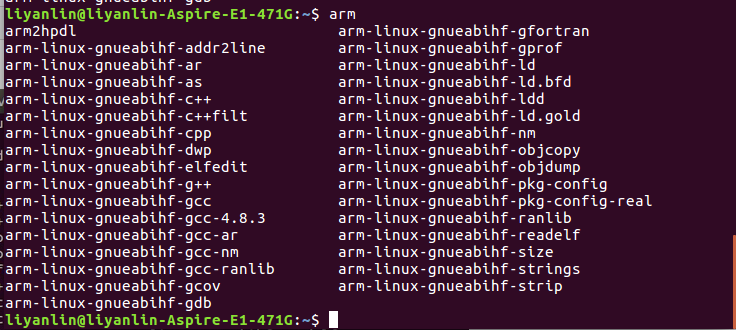 liyanlin@liyanlin-Aspire-E1-471G:~$ arm
arm2hpdl arm-linux-gnueabihf-gfortran
arm-linux-gnueabihf-addr2line arm-linux-gnueabihf-gprof
arm-linux-gnueabihf-ar arm-linux-gnueabihf-ld
arm-linux-gnueabihf-as arm-linux-gnueabihf-ld.bfd
arm-linux-gnueabihf-c++ arm-linux-gnueabihf-ldd
arm-linux-gnueabihf-c++filt arm-linux-gnueabihf-ld.gold
arm-linux-gnueabihf-cpp arm-linux-gnueabihf-nm
arm-linux-gnueabihf-dwp arm-linux-gnueabihf-objcopy
arm-linux-gnueabihf-elfedit arm-linux-gnueabihf-objdump
arm-linux-gnueabihf-g++ arm-linux-gnueabihf-pkg-config
arm-linux-gnueabihf-gcc arm-linux-gnueabihf-pkg-config-real
arm-linux-gnueabihf-gcc-4.8.3 arm-linux-gnueabihf-ranlib
arm-linux-gnueabihf-gcc-ar arm-linux-gnueabihf-readelf
arm-linux-gnueabihf-gcc-nm arm-linux-gnueabihf-size
arm-linux-gnueabihf-gcc-ranlib arm-linux-gnueabihf-strings
arm-linux-gnueabihf-gcov arm-linux-gnueabihf-strip
arm-linux-gnueabihf-gdb
liyanlin@liyanlin-Aspire-E1-471G:~$